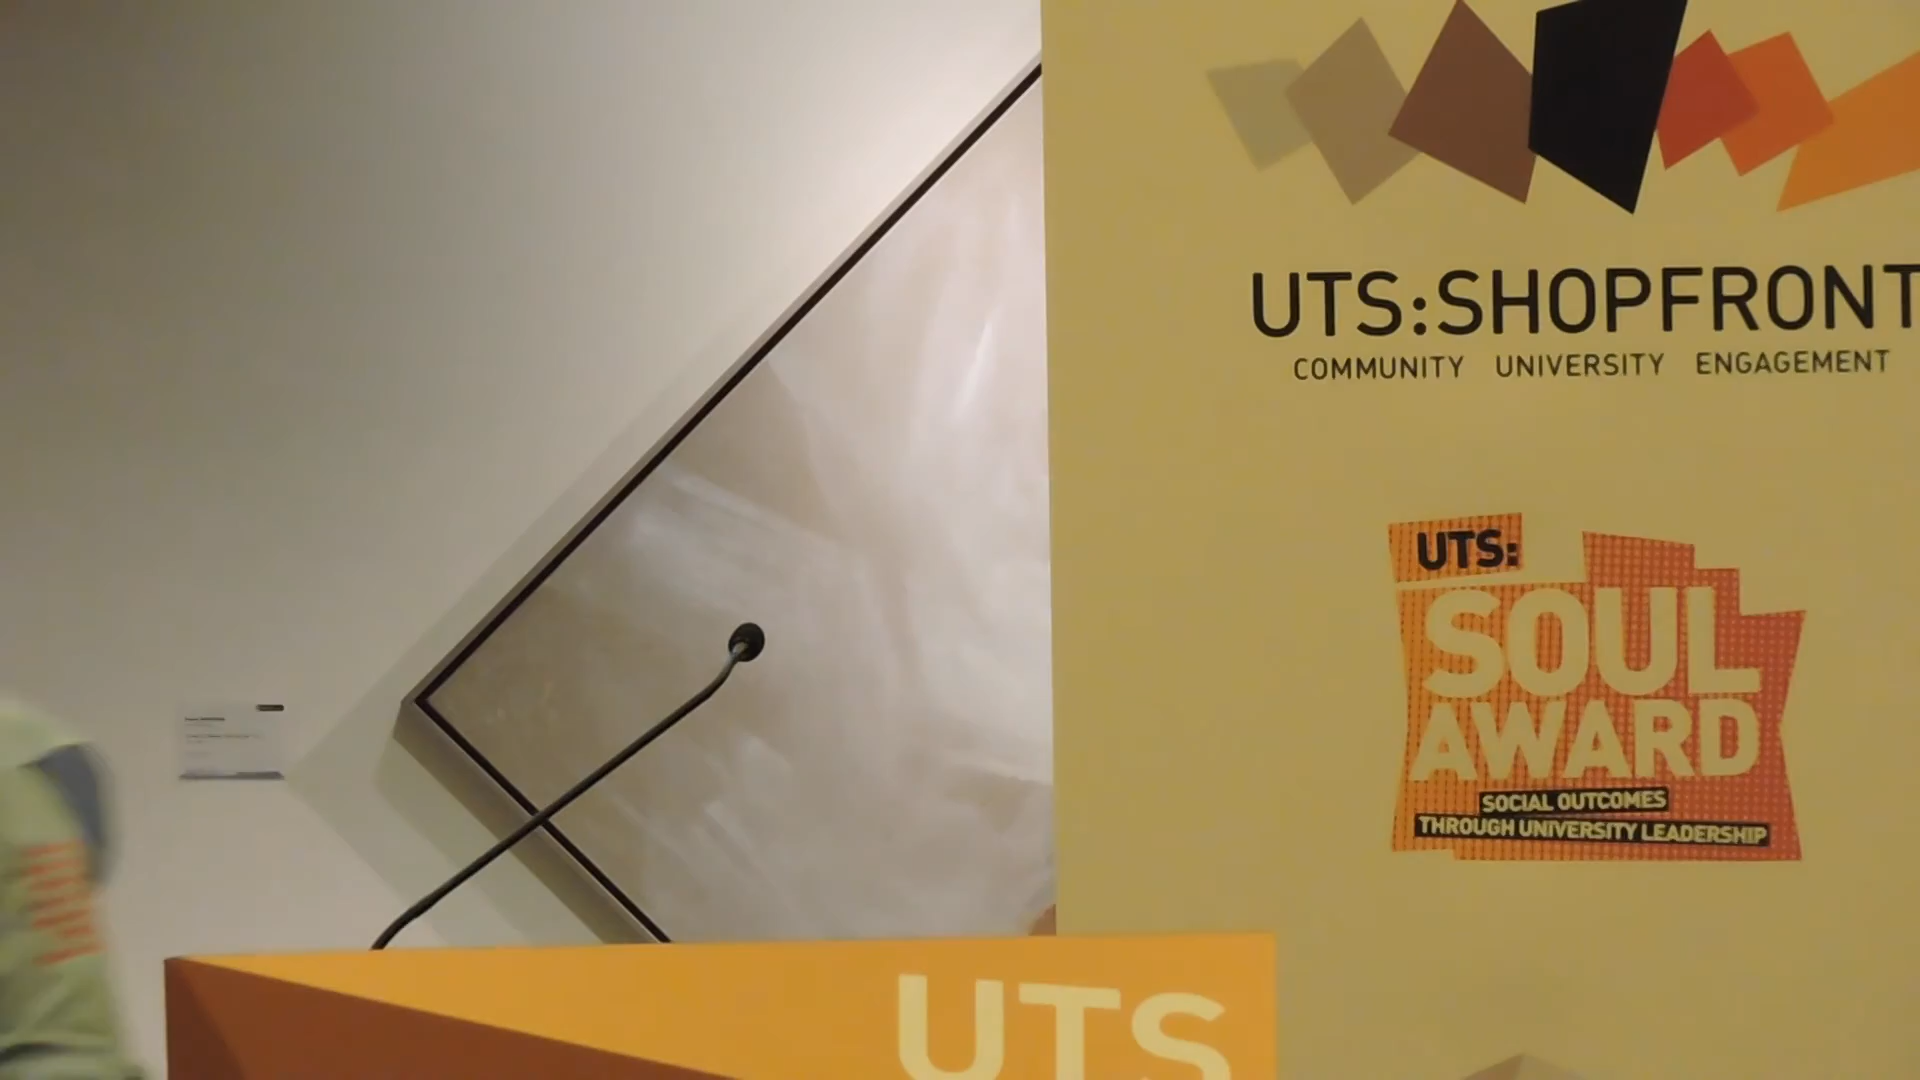 UTS:SHOPFRONT
COMMUNITY UNIVERSITY ENGAGEMENT
UTS:
SOUL
AWARD
SOCIAL OUTCOMES
THROUGH UNIVERSITY LEADERSHIP
UTS